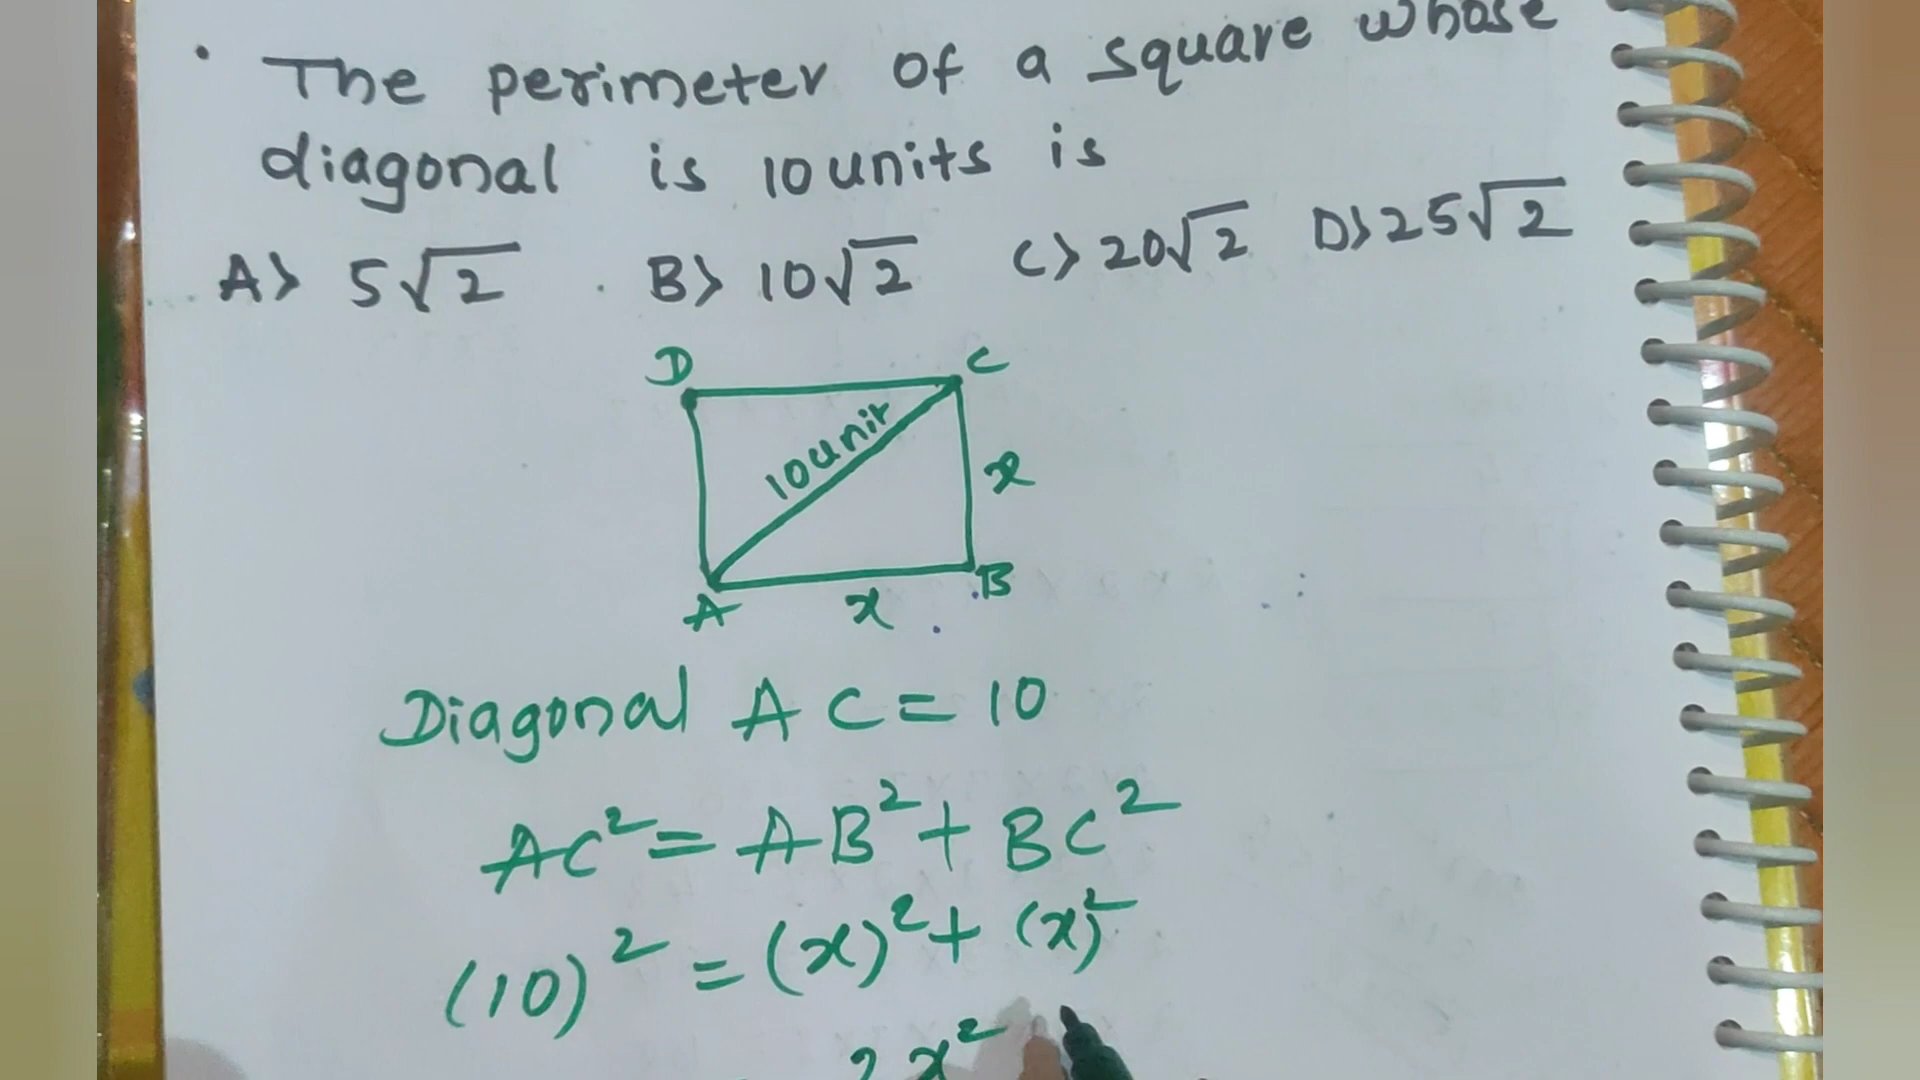 The perimeter of a square whose
diagonal is 10 units is
A> 5√2 B> 10√2 C> 20√2 D> 25√2
D C
10 unit
x
A x B
Diagonal AC = 10
AC² = AB² + BC²
(10)² = (x)² + (x)²
2x²